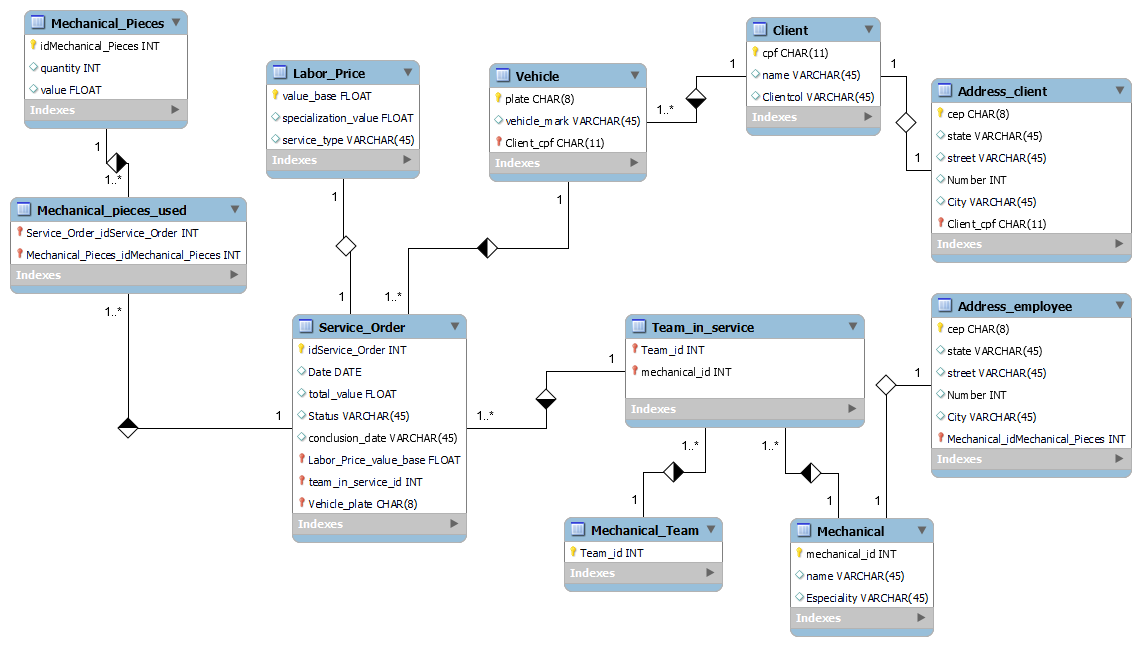 Mechanical_Pieces
idMechanical_Pieces INT
quantity INT
value FLOAT
Indexes
1
1..*
Mechanical_pieces_used
Service_Order_idService_Order INT
Mechanical_Pieces_idMechanical_Pieces INT
Indexes
1..*
1
Labor_Price
value_base FLOAT
specialization_value FLOAT
service_type VARCHAR(45)
Indexes
1
1
Vehicle
plate CHAR(8)
vehicle_mark VARCHAR(45)
Client_cpf CHAR(11)
Indexes
1
1..*
1..*
1
Client
cpf CHAR(11)
name VARCHAR(45)
Clientcol VARCHAR(45)
Indexes
1
1
Address_client
cep CHAR(8)
state VARCHAR(45)
street VARCHAR(45)
Number INT
City VARCHAR(45)
Client_cpf CHAR(11)
Indexes
Service_Order
idService_Order INT
Date DATE
total_value FLOAT
Status VARCHAR(45)
conclusion_date VARCHAR(45)
Labor_Price_value_base FLOAT
team_in_service_id INT
Vehicle_plate CHAR(8)
Indexes
1..*
1
Team_in_service
Team_id INT
mechanical_id INT
Indexes
1..*
1
1..*
1
Address_employee
cep CHAR(8)
state VARCHAR(45)
street VARCHAR(45)
Number INT
City VARCHAR(45)
Mechanical_idMechanical_Pieces INT
Indexes
1
1
Mechanical_Team
Team_id INT
Indexes
Mechanical
mechanical_id INT
name VARCHAR(45)
Especiality VARCHAR(45)
Indexes